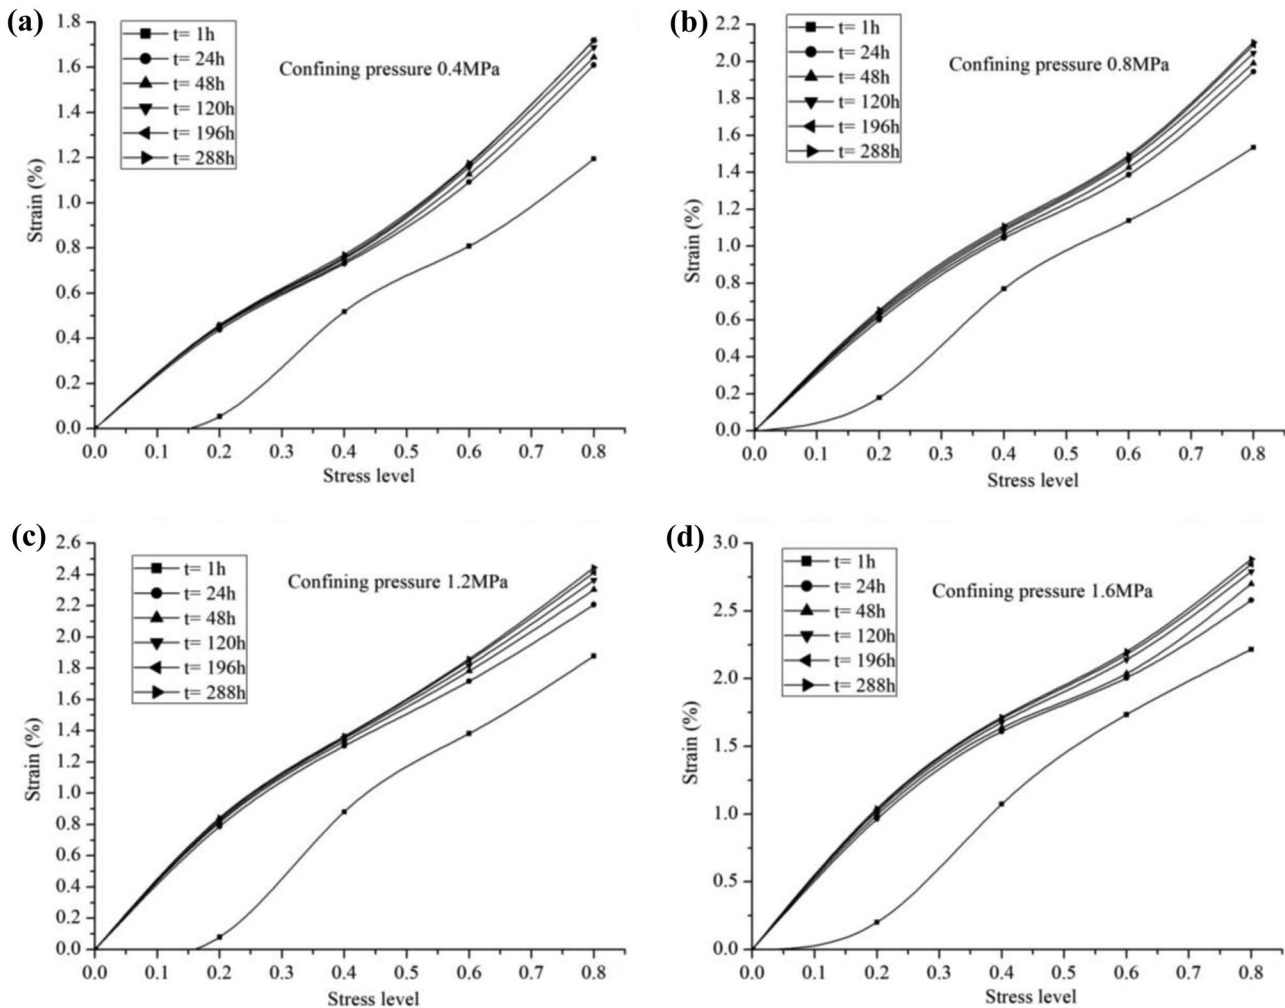 (a)
1.8
1.6
1.4
1.2
1.0
0.8
0.6
0.4
0.2
0.0
Strain (%)
t= 1h
t= 24h
t= 48h
t= 120h
t= 196h
t= 288h
Confining pressure 0.4MPa
0.0 0.1 0.2 0.3 0.4 0.5 0.6 0.7 0.8
Stress level
(b)
2.2
2.0
1.8
1.6
1.4
1.2
1.0
0.8
0.6
0.4
0.2
0.0
Strain (%)
t= 1h
t= 24h
t= 48h
t= 120h
t= 196h
t= 288h
Confining pressure 0.8MPa
0.0 0.1 0.2 0.3 0.4 0.5 0.6 0.7 0.8
Stress level
(c)
2.6
2.4
2.2
2.0
1.8
1.6
1.4
1.2
1.0
0.8
0.6
0.4
0.2
0.0
Strain (%)
t= 1h
t= 24h
t= 48h
t= 120h
t= 196h
t= 288h
Confining pressure 1.2MPa
0.0 0.1 0.2 0.3 0.4 0.5 0.6 0.7 0.8
Stress level
(d)
3.0
2.5
2.0
1.5
1.0
0.5
0.0
Strain (%)
t= 1h
t= 24h
t= 48h
t= 120h
t= 196h
t= 288h
Confining pressure 1.6MPa
0.0 0.1 0.2 0.3 0.4 0.5 0.6 0.7 0.8
Stress level